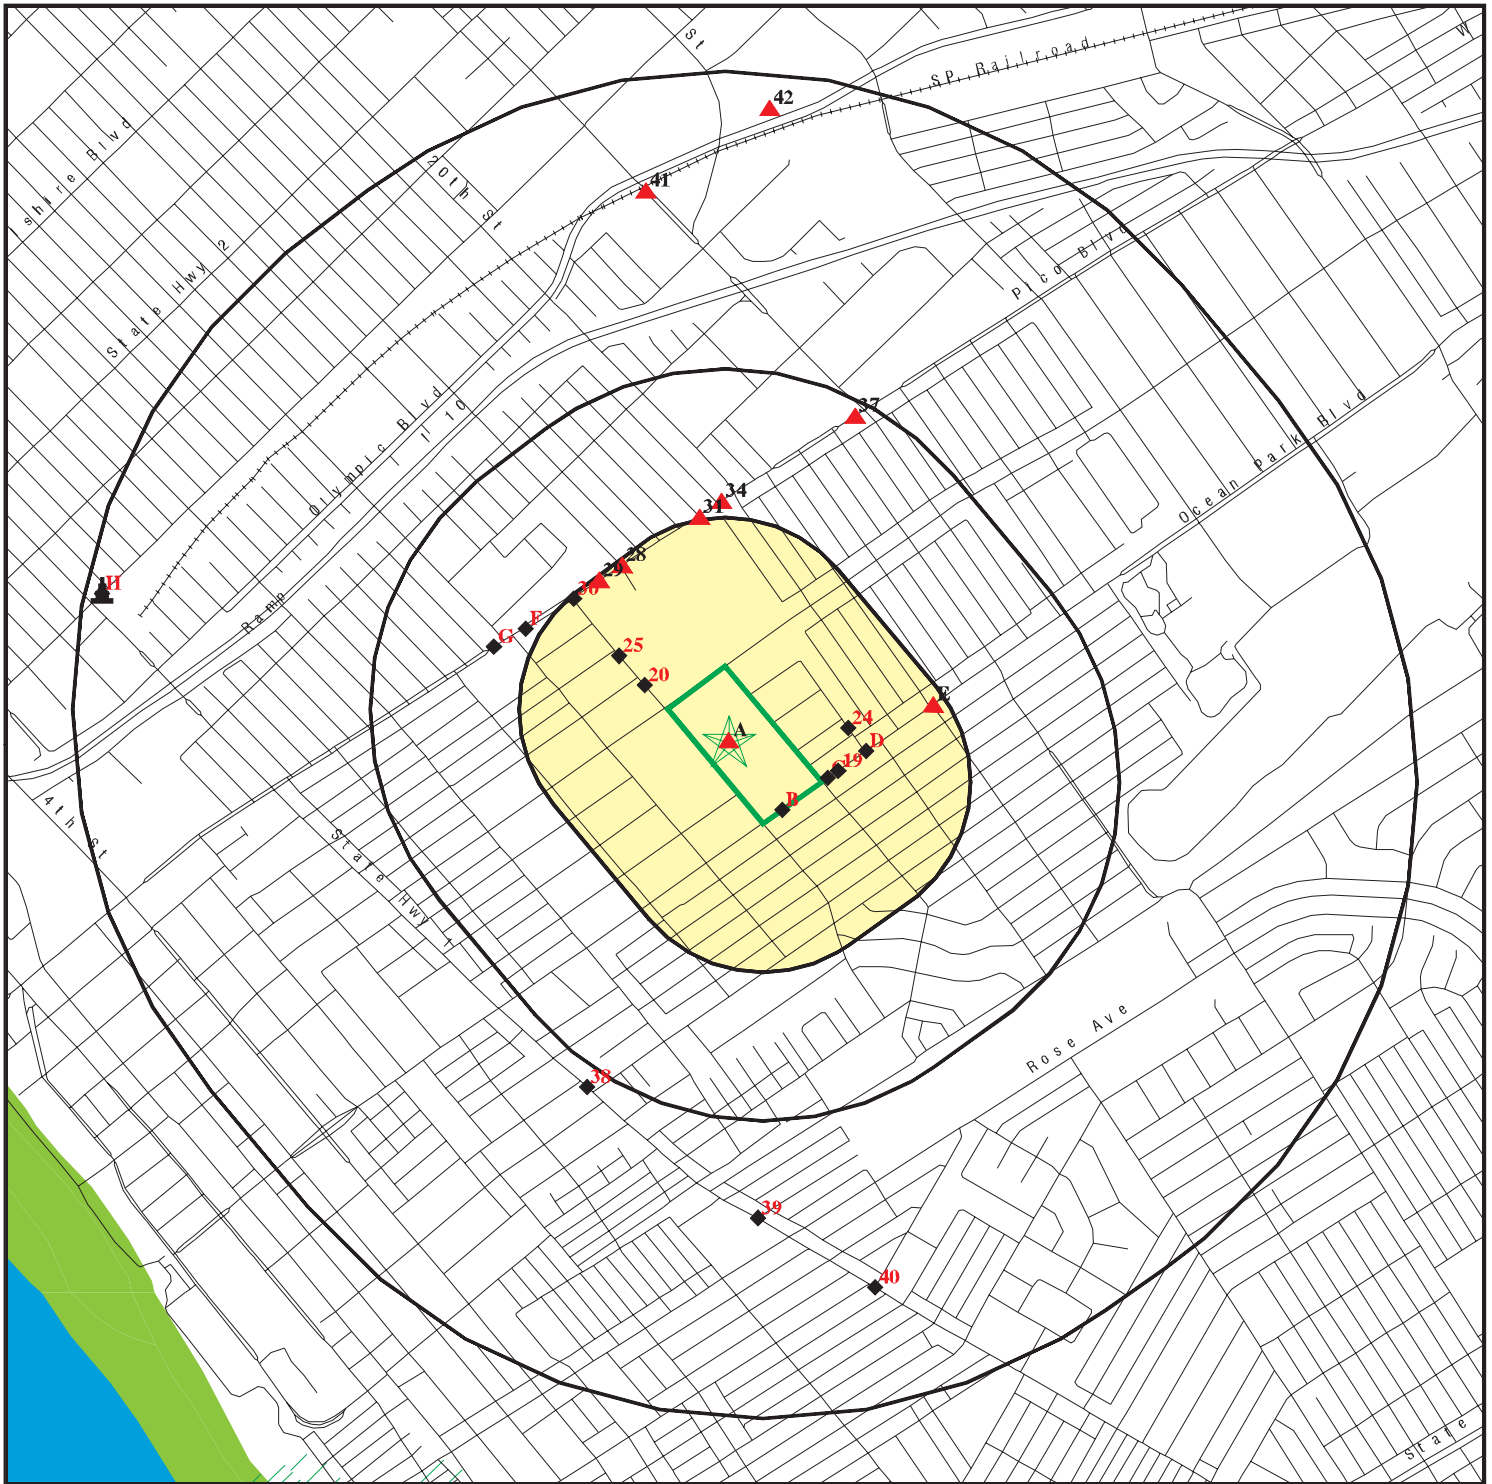 St
W
SP Railroad
42
shire Blvd
20th St
41
State Hwy 2
Pico Blvd
Olympic Blvd
I 10
37
Ocean Park Blvd
34
31
28
29
30
H
Ramp
F
G
25
20
E
24
A
D
19
C
B
4th St
State Hwy 1
Rose Ave
38
39
40
State